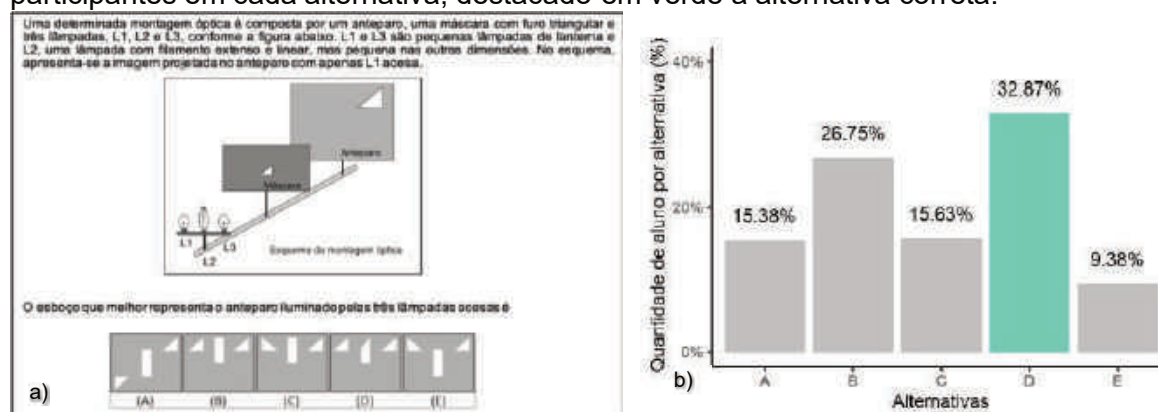 participantes em cada alternativa, destacado em verde a alternativa correta.
Uma determinada montagem óptica é composta por um anteparo, uma máscara com furo triangular e
três lâmpadas, L1, L2 e L3, conforme a figura abaixo. L1 e L3 são pequenas lâmpadas de lanterna e
L2, uma lâmpada com filamento extenso e linear, mas pequena nas outras dimensões. No esquema,
apresenta-se a imagem projetada no anteparo com apenas L1 acesa.
Anteparo
Máscara
L1
L2
L3
Esquema da montagem óptica
O esboço que melhor representa o anteparo iluminado pelas três lâmpadas acesas é
(A) (B) (C) (D) (E)
a)
Quantidade de aluno por alternativa (%)
40%
20%
0%
15.38%
26.75%
15.63%
32.87%
9.38%
A B C D E
Alternativas
b)